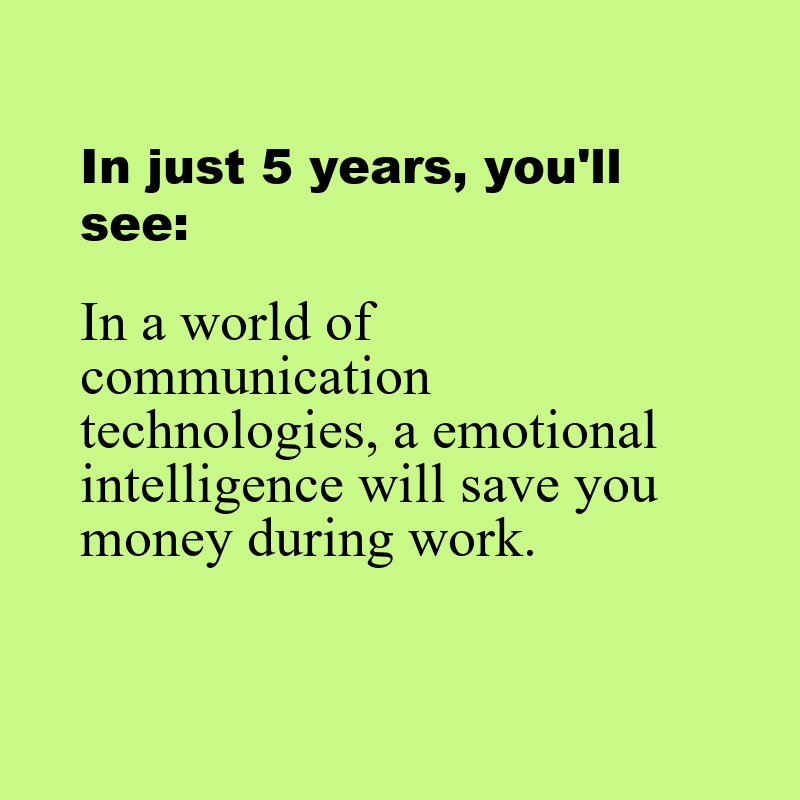 In just 5 years, you'll
see:
In a world of
communication
technologies, a emotional
intelligence will save you
money during work.